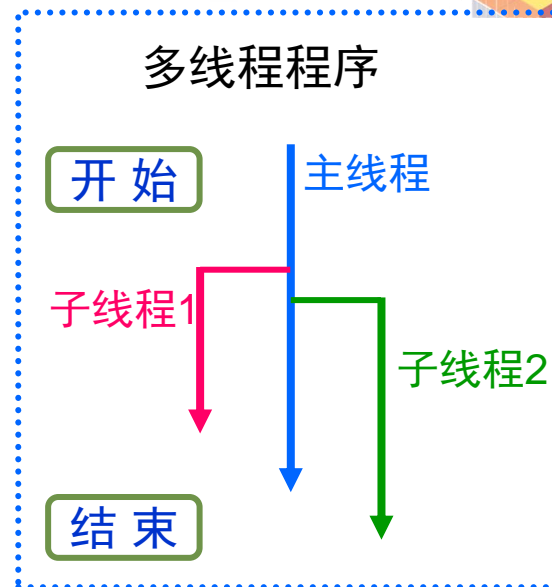 多线程程序
开 始
主线程
子线程1
子线程2
结 束